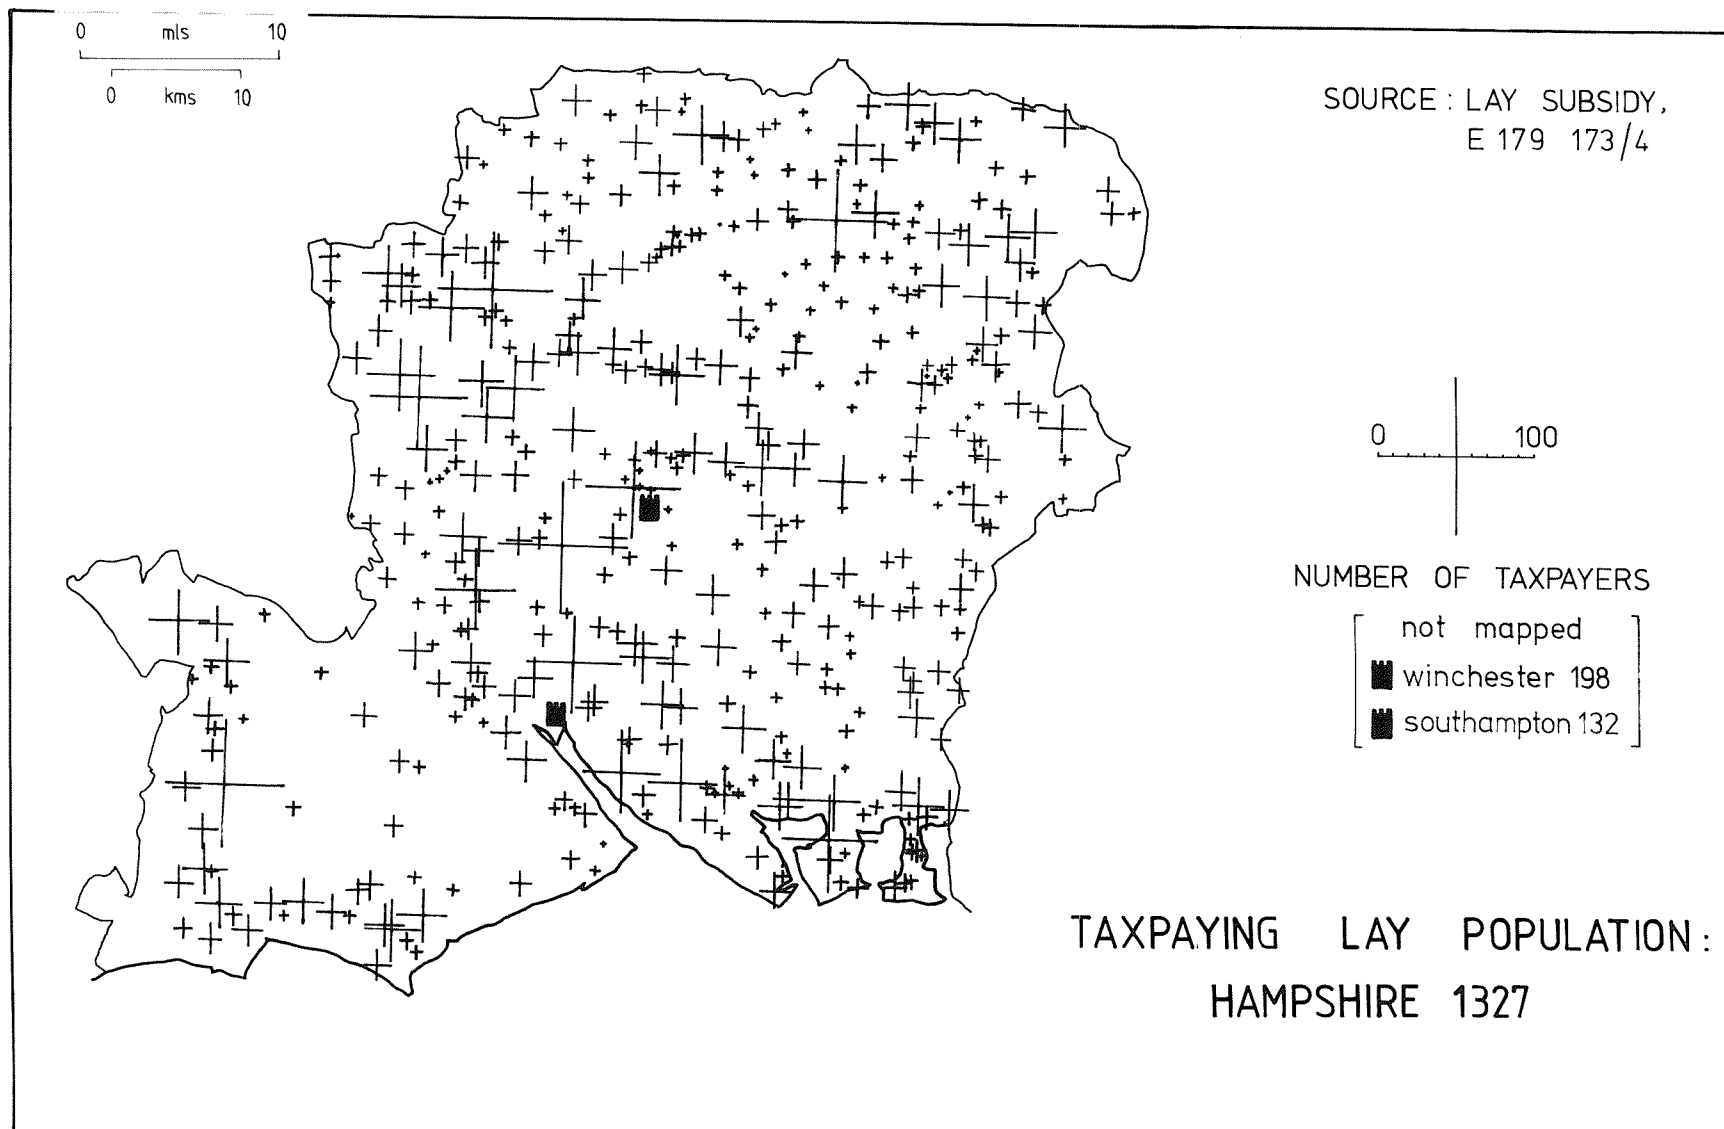 0 mls 10
0 kms 10
SOURCE : LAY SUBSIDY,
E 179 173/4
0 100
NUMBER OF TAXPAYERS
not mapped
winchester 198
southampton 132
TAXPAYING LAY POPULATION :
HAMPSHIRE 1327